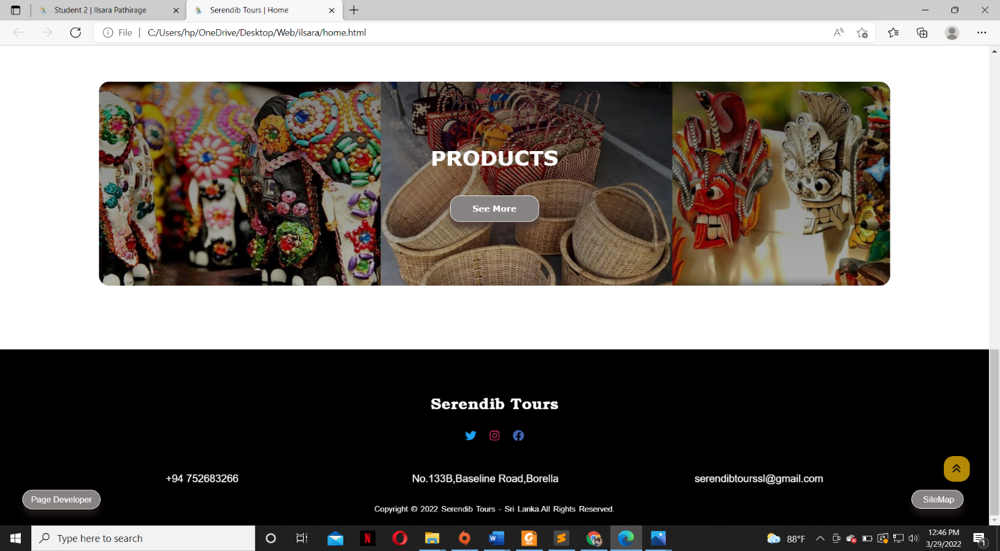 Student 2 | Ilsara Pathirage
Serendib Tours | Home
File | C:/Users/hp/OneDrive/Desktop/Web/ilsara/home.html
PRODUCTS
See More
Serendib Tours
+94 752683266
No.133B,Baseline Road,Borella
serendibtourssl@gmail.com
Page Developer
SiteMap
Copyright © 2022 Serendib Tours - Sri Lanka.All Rights Reserved.
Type here to search
88°F
12:46 PM
3/29/2022
1